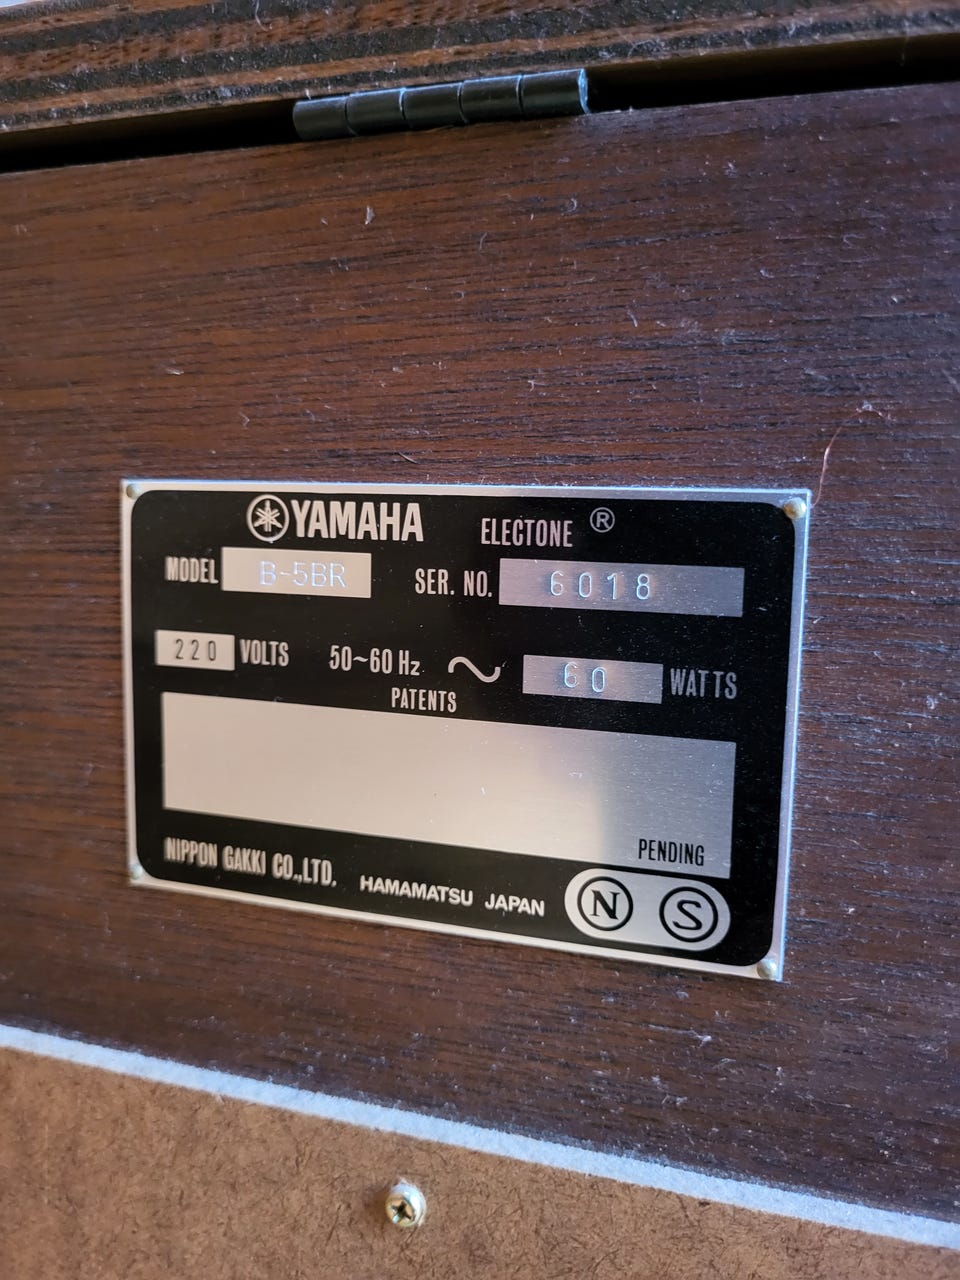 YAMAHA ELECTONE ®
MODEL B-5BR SER. NO. 6018
220 VOLTS 50~60 Hz ~ 60 WATTS
PATENTS
PENDING
NIPPON GAKKI CO.,LTD. HAMAMATSU JAPAN N S